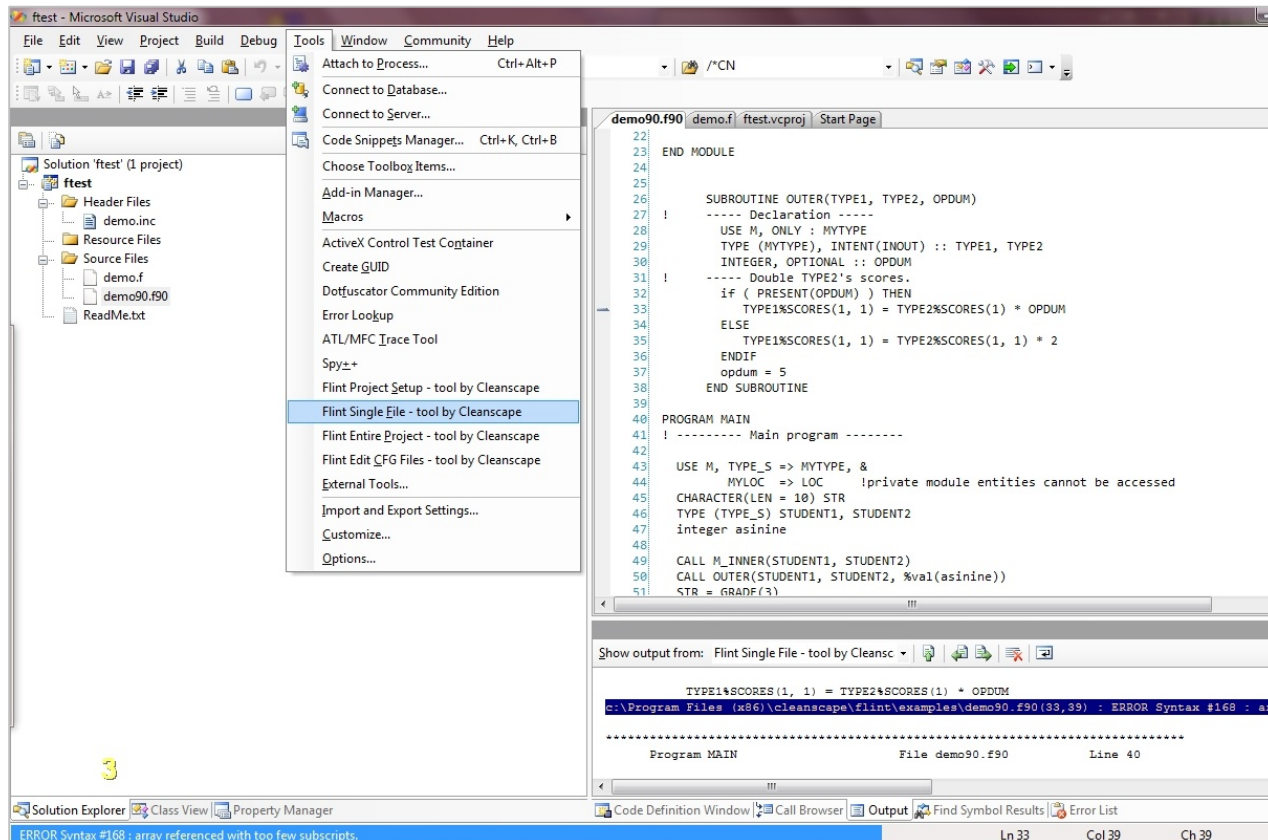 ftest - Microsoft Visual Studio
File Edit View Project Build Debug Tools Window Community Help
/*CN
Attach to Process... Ctrl+Alt+P
Connect to Database...
Connect to Server...
Code Snippets Manager... Ctrl+K, Ctrl+B
Choose Toolbox Items...
Add-in Manager...
Macros
ActiveX Control Test Container
Create GUID
Dotfuscator Community Edition
Error Lookup
ATL/MFC Trace Tool
Spy++
Flint Project Setup - tool by Cleanscape
Flint Single File - tool by Cleanscape
Flint Entire Project - tool by Cleanscape
Flint Edit CFG Files - tool by Cleanscape
External Tools...
Import and Export Settings...
Customize...
Options...
Solution 'ftest' (1 project)
ftest
Header Files
demo.inc
Resource Files
Source Files
demo.f
demo90.f90
ReadMe.txt
3
Solution Explorer Class View Property Manager
demo90.f90 demo.f ftest.vcproj Start Page
22
23 END MODULE
24
25
26 SUBROUTINE OUTER(TYPE1, TYPE2, OPDUM)
27 ! ----- Declaration -----
28 USE M, ONLY : MYTYPE
29 TYPE (MYTYPE), INTENT(INOUT) :: TYPE1, TYPE2
30 INTEGER, OPTIONAL :: OPDUM
31 ! ----- Double TYPE2's scores.
32 if ( PRESENT(OPDUM) ) THEN
33 TYPE1%SCORES(1, 1) = TYPE2%SCORES(1) * OPDUM
34 ELSE
35 TYPE1%SCORES(1, 1) = TYPE2%SCORES(1, 1) * 2
36 ENDIF
37 opdum = 5
38 END SUBROUTINE
39
40 PROGRAM MAIN
41 ! --------- Main program --------
42
43 USE M, TYPE_S => MYTYPE, &
44 MYLOC => LOC !private module entities cannot be accessed
45 CHARACTER(LEN = 10) STR
46 TYPE (TYPE_S) STUDENT1, STUDENT2
47 integer asinine
48
49 CALL M_INNER(STUDENT1, STUDENT2)
50 CALL OUTER(STUDENT1, STUDENT2, %val(asinine))
51 STR = GRADE(3)
Show output from: Flint Single File - tool by Cleansc
TYPE1%SCORES(1, 1) = TYPE2%SCORES(1) * OPDUM
c:\Program Files (x86)\cleanscape\flint\examples\demo90.f90(33,39) : ERROR Syntax #168 : a
********************************************************************************
Program MAIN File demo90.f90 Line 40
Code Definition Window Call Browser Output Find Symbol Results Error List
ERROR Syntax #168 : array referenced with too few subscripts. Ln 33 Col 39 Ch 39